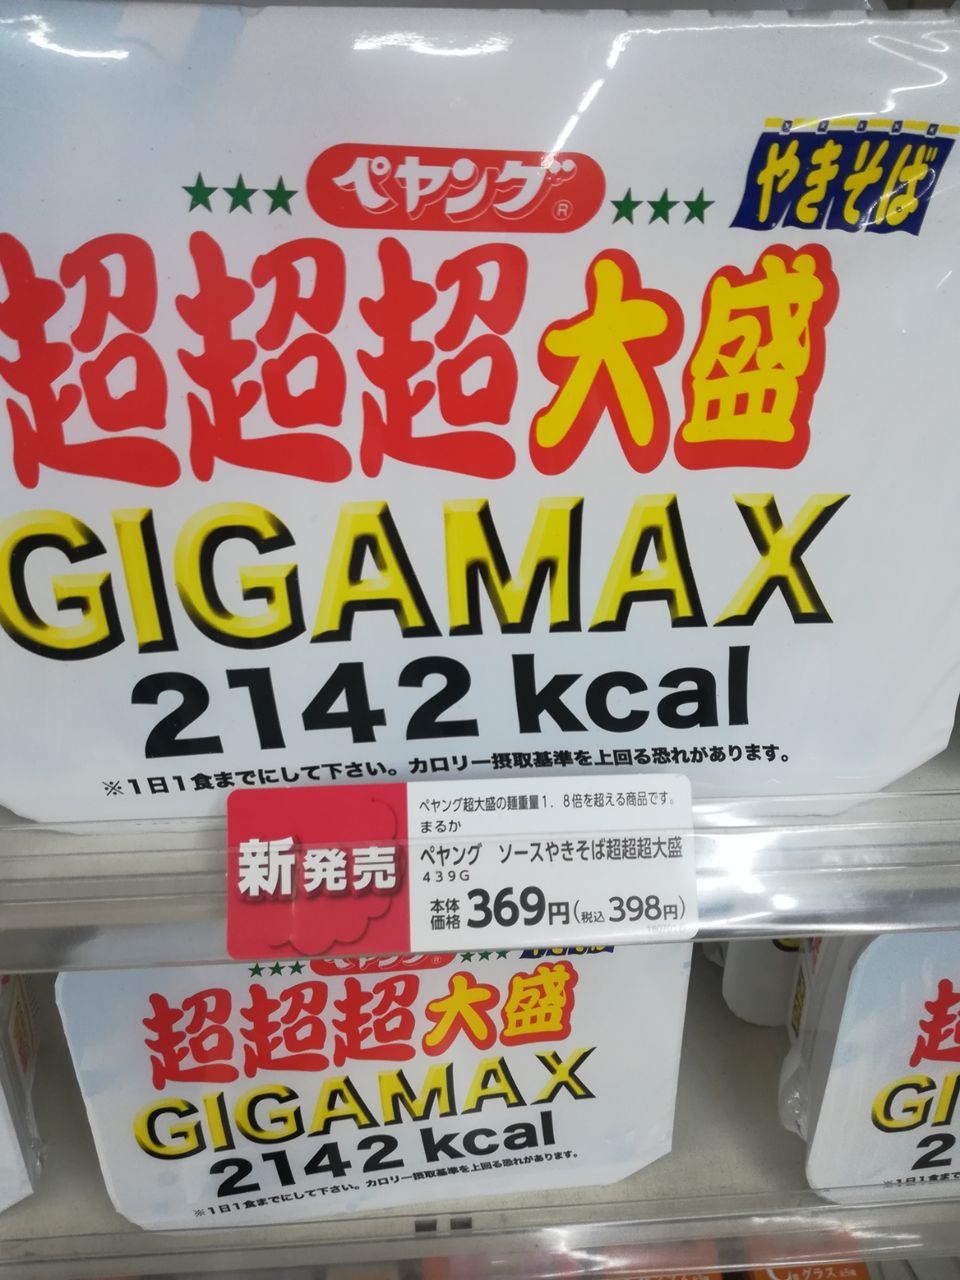 ★★★ペヤング®★★★
やきそば
超超超大盛
GIGAMAX
2142 kcal
※1日1食までにして下さい。カロリー摂取基準を上回る恐れがあります。
新発売
ペヤング超大盛の麺重量1.8倍を超える商品です。
まるか
ペヤング ソースやきそば超超超大盛
439G
本体価格 369円(税込 398円)
超超超大盛
GIGAMAX
2142 kcal
※1日1食までにして下さい。カロリー摂取基準を上回る恐れがあります。
超
GI
2